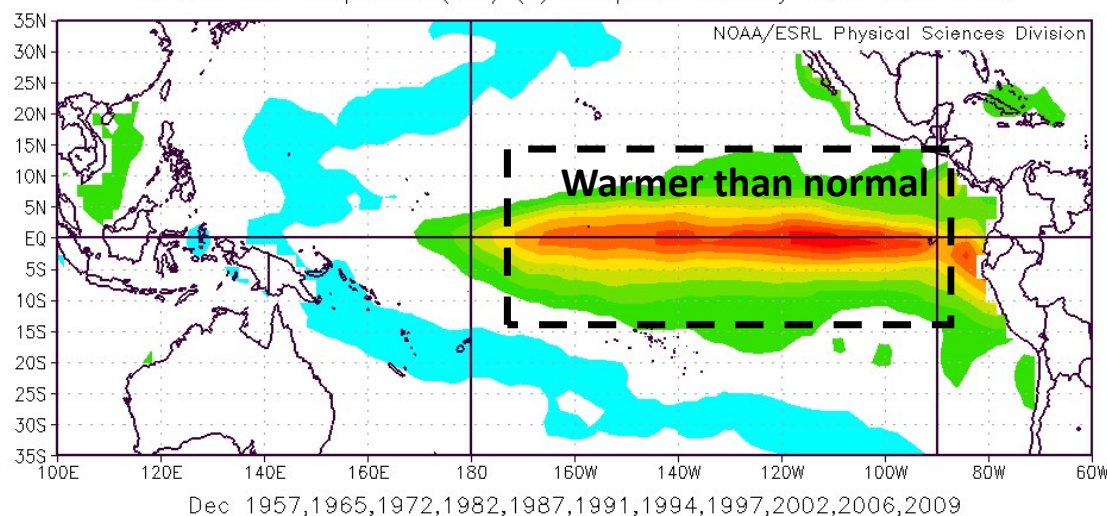 NOAA/ESRL Physical Sciences Division
35N
30N
25N
20N
15N
10N
5N
EQ
5S
10S
15S
20S
25S
30S
35S
Warmer than normal
100E 120E 140E 160E 180 160W 140W 120W 100W 80W 60W
Dec 1957,1965,1972,1982,1987,1991,1994,1997,2002,2006,2009